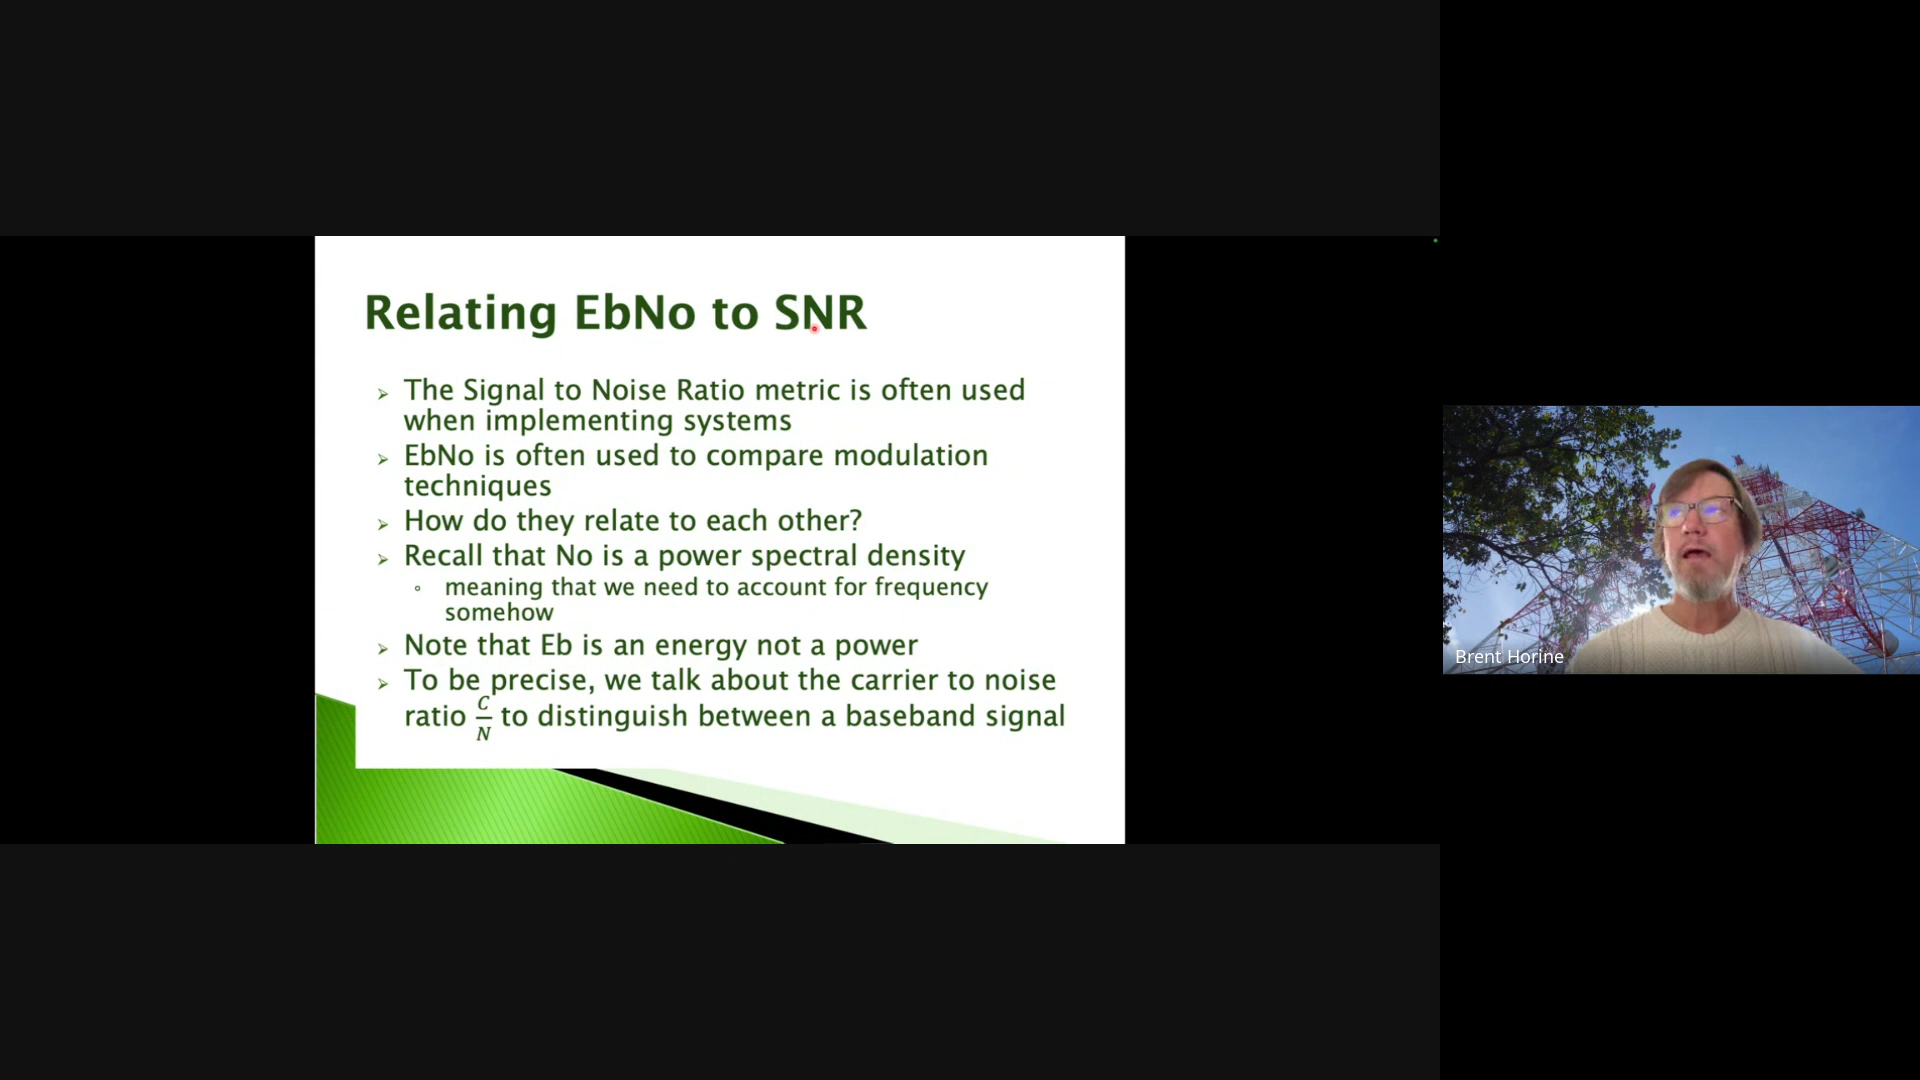 Relating EbNo to SNR
The Signal to Noise Ratio metric is often used
when implementing systems
EbNo is often used to compare modulation
techniques
How do they relate to each other?
Recall that No is a power spectral density
meaning that we need to account for frequency
somehow
Note that Eb is an energy not a power
To be precise, we talk about the carrier to noise
ratio C/N to distinguish between a baseband signal
Brent Horine